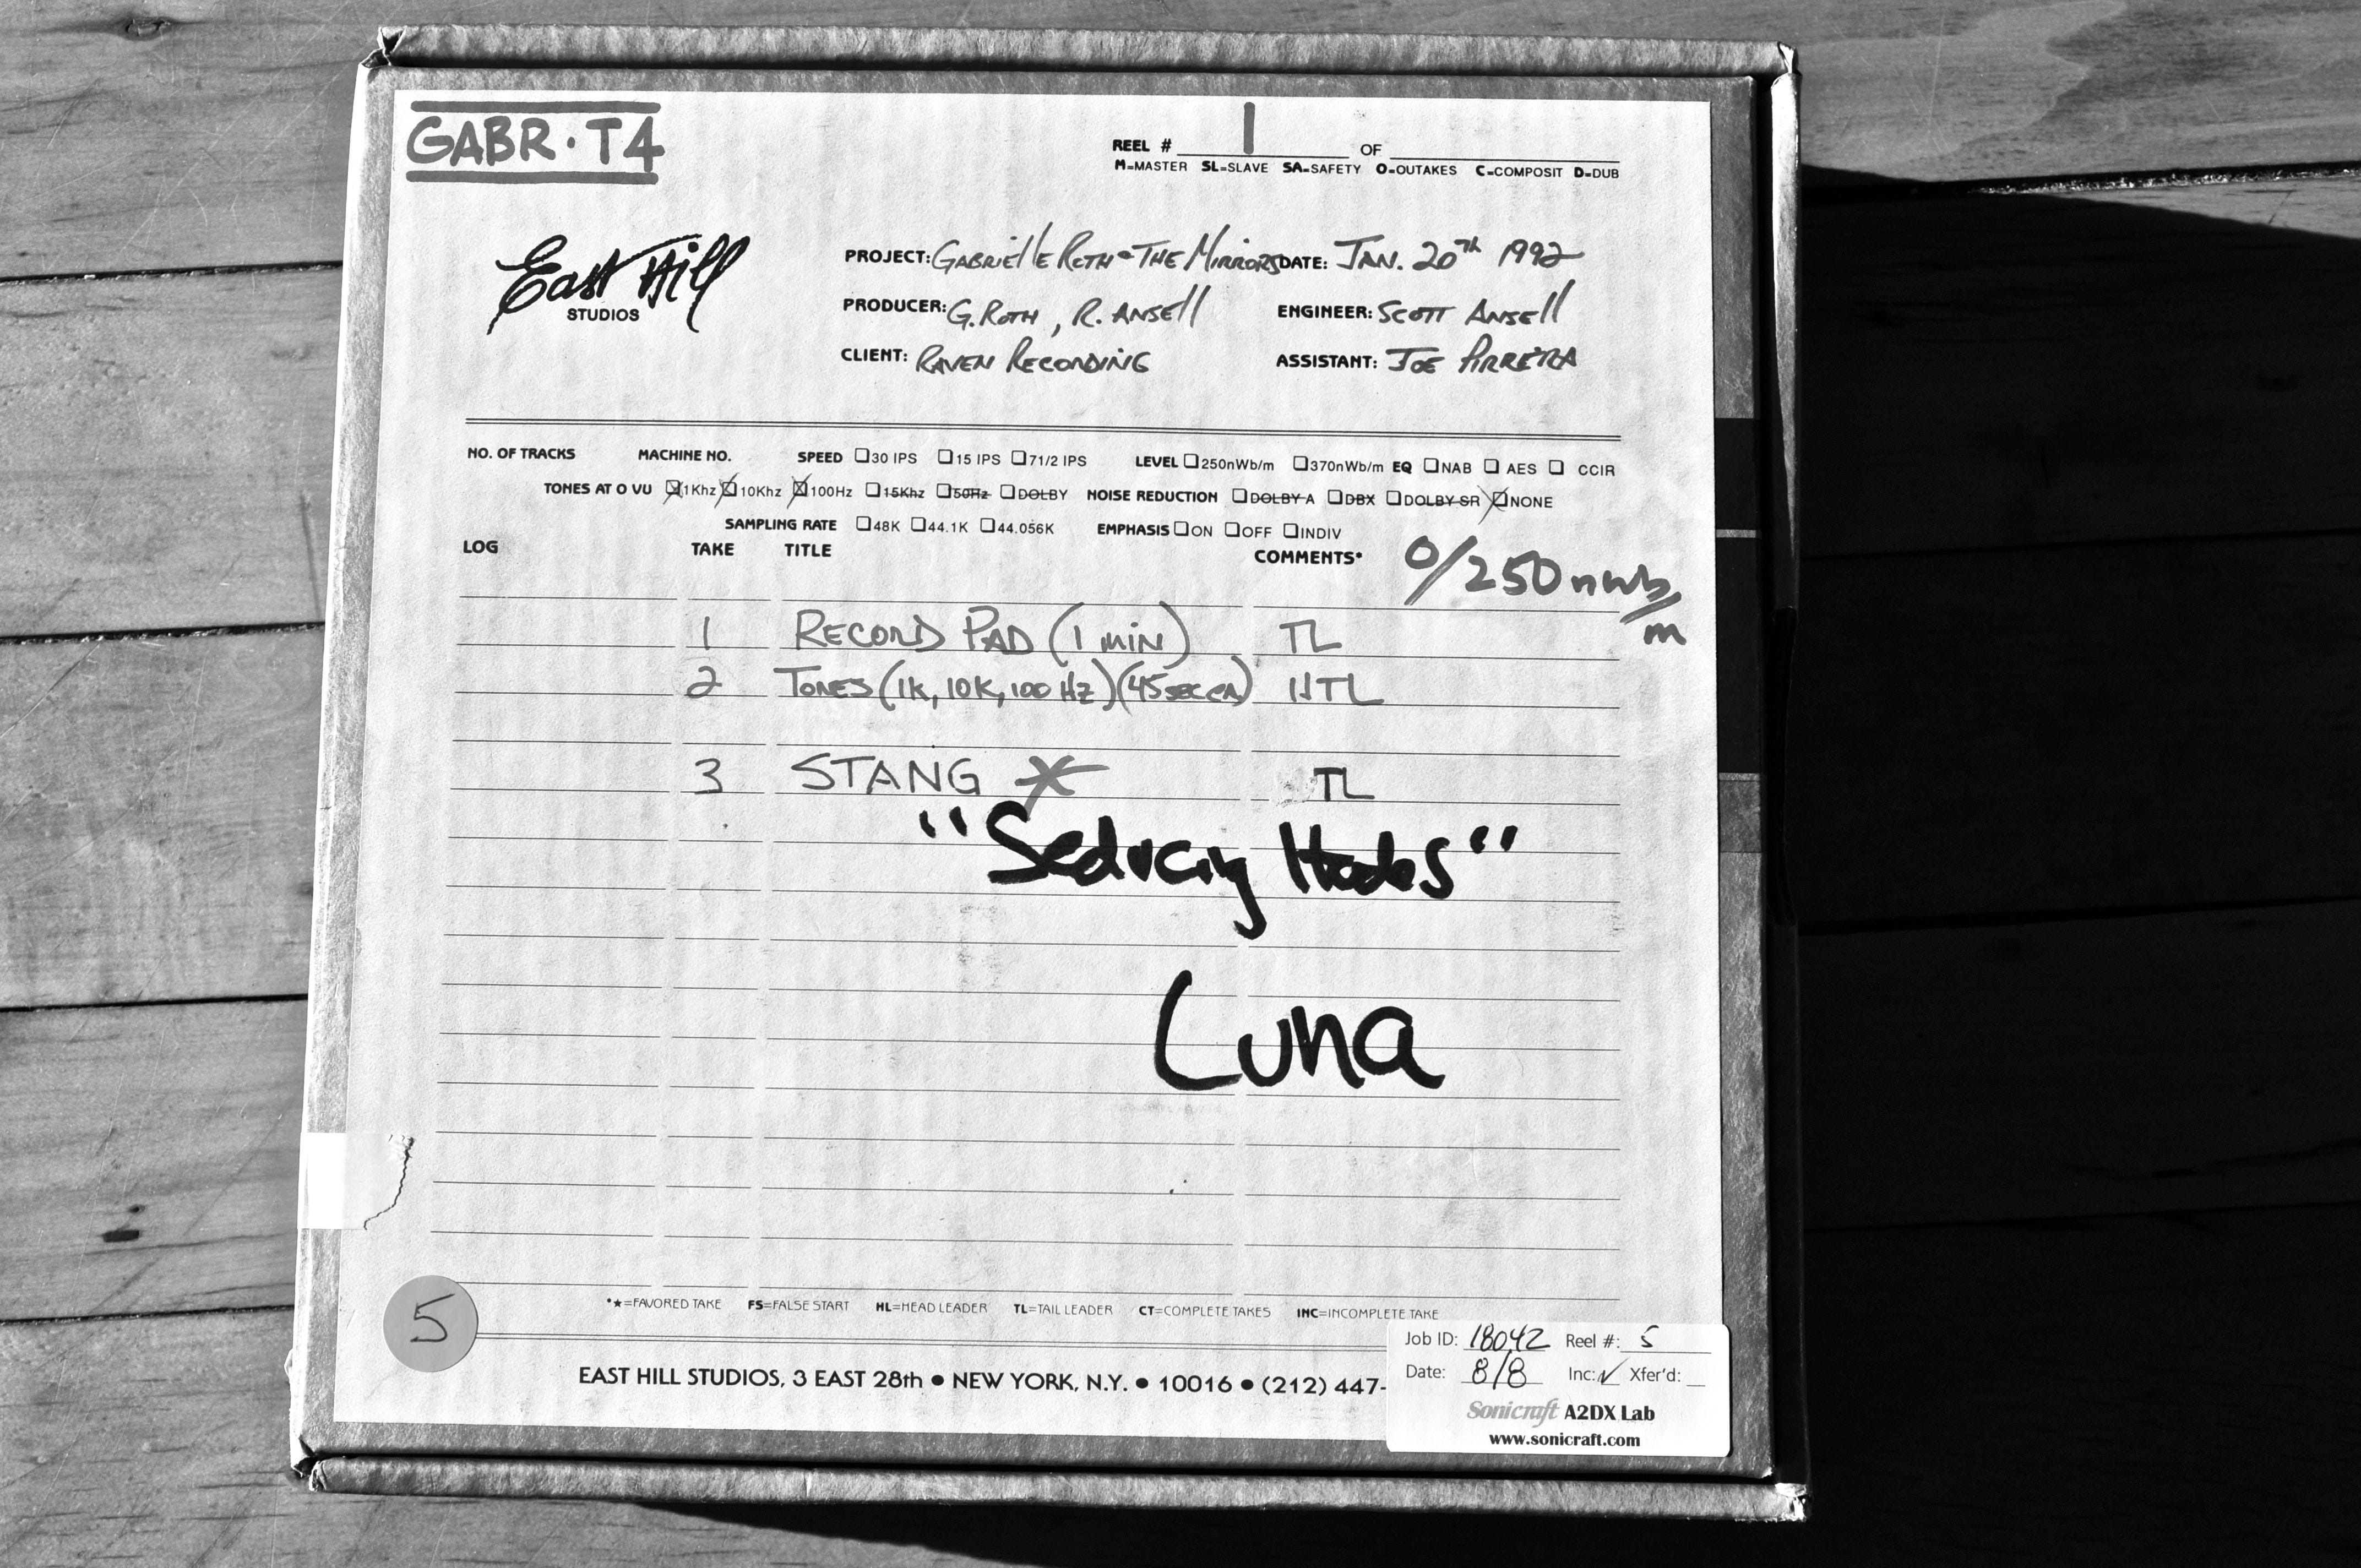 GABR·T4
REEL # 1 OF
M=MASTER SL=SLAVE SA=SAFETY O=OUTAKES C=COMPOSIT D=DUB
East Hill
STUDIOS
PROJECT: GABRIELLE ROTH & THE MIRRORS DATE: JAN. 20th 1992
PRODUCER: G. ROTH, R. ANSELL ENGINEER: SCOTT ANSELL
CLIENT: RAVEN RECORDING ASSISTANT: JOE PIRRERA
NO. OF TRACKS MACHINE NO. SPEED ☐30 IPS ☐15 IPS ☐71/2 IPS LEVEL ☐250nWb/m ☐370nWb/m EQ ☐NAB ☐ AES ☐ CCIR
TONES AT O VU ☒1Khz ☒10Khz ☒100Hz ☐15Khz ☐50Hz ☐DOLBY NOISE REDUCTION ☐DOLBY A ☐DBX ☐DOLBY SR ☒NONE
SAMPLING RATE ☐48K ☐44.1K ☐44.056K EMPHASIS ☐ON ☐OFF ☐INDIV
LOG TAKE TITLE COMMENTS*
0/250nWb/m
1 RECORD PAD (1 MIN) TL
2 TONES (1K, 10K, 100 HZ) (45 SEC EA) HTL
3 STANG * TL
"Seducing Hades"
Luna
*★=FAVORED TAKE FS=FALSE START HL=HEAD LEADER TL=TAIL LEADER CT=COMPLETE TAKES INC=INCOMPLETE TAKE
5
EAST HILL STUDIOS, 3 EAST 28th ● NEW YORK, N.Y. ● 10016 ● (212) 447-
Job ID: 18042 Reel #: 5
Date: 8/8 Inc: ✓ Xfer'd:
Sonicraft A2DX Lab
www.sonicraft.com